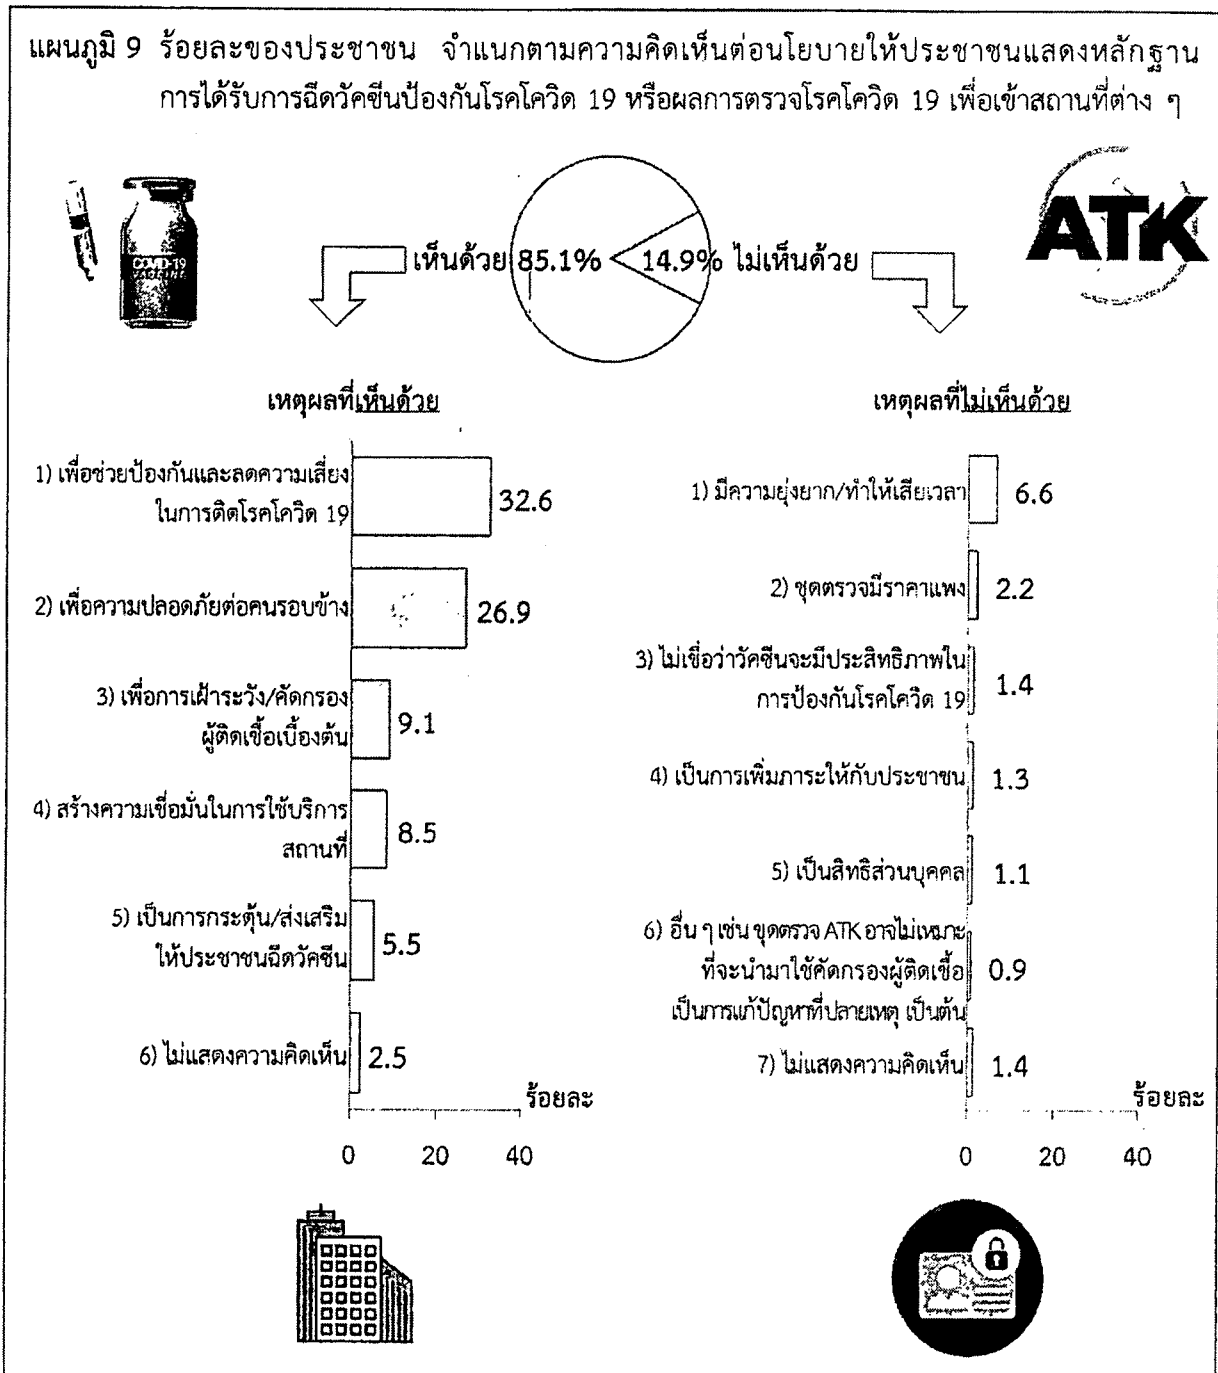 แผนภูมิ 9 ร้อยละของประชาชน จำแนกตามความคิดเห็นต่อนโยบายให้ประชาชนแสดงหลักฐาน
การได้รับการฉีดวัคซีนป้องกันโรคโควิด 19 หรือผลการตรวจโรคโควิด 19 เพื่อเข้าสถานที่ต่าง ๆ
COVID-19
VACCINE
ATK
เห็นด้วย 85.1% 14.9% ไม่เห็นด้วย
เหตุผลที่เห็นด้วย
1) เพื่อช่วยป้องกันและลดความเสี่ยง
ในการติดโรคโควิด 19
32.6
2) เพื่อความปลอดภัยต่อคนรอบข้าง
26.9
3) เพื่อการเฝ้าระวัง/คัดกรอง
ผู้ติดเชื้อเบื้องต้น
9.1
4) สร้างความเชื่อมั่นในการใช้บริการ
สถานที่
8.5
5) เป็นการกระตุ้น/ส่งเสริม
ให้ประชาชนฉีดวัคซีน
5.5
6) ไม่แสดงความคิดเห็น
2.5
ร้อยละ
0 20 40
เหตุผลที่ไม่เห็นด้วย
1) มีความยุ่งยาก/ทำให้เสียเวลา
6.6
2) ชุดตรวจมีราคาแพง
2.2
3) ไม่เชื่อว่าวัคซีนจะมีประสิทธิภาพใน
การป้องกันโรคโควิด 19
1.4
4) เป็นการเพิ่มภาระให้กับประชาชน
1.3
5) เป็นสิทธิส่วนบุคคล
1.1
6) อื่น ๆ เช่น ชุดตรวจ ATK อาจไม่เหมาะ
ที่จะนำมาใช้คัดกรองผู้ติดเชื้อ
เป็นการแก้ปัญหาที่ปลายเหตุ เป็นต้น
0.9
7) ไม่แสดงความคิดเห็น
1.4
ร้อยละ
0 20 40